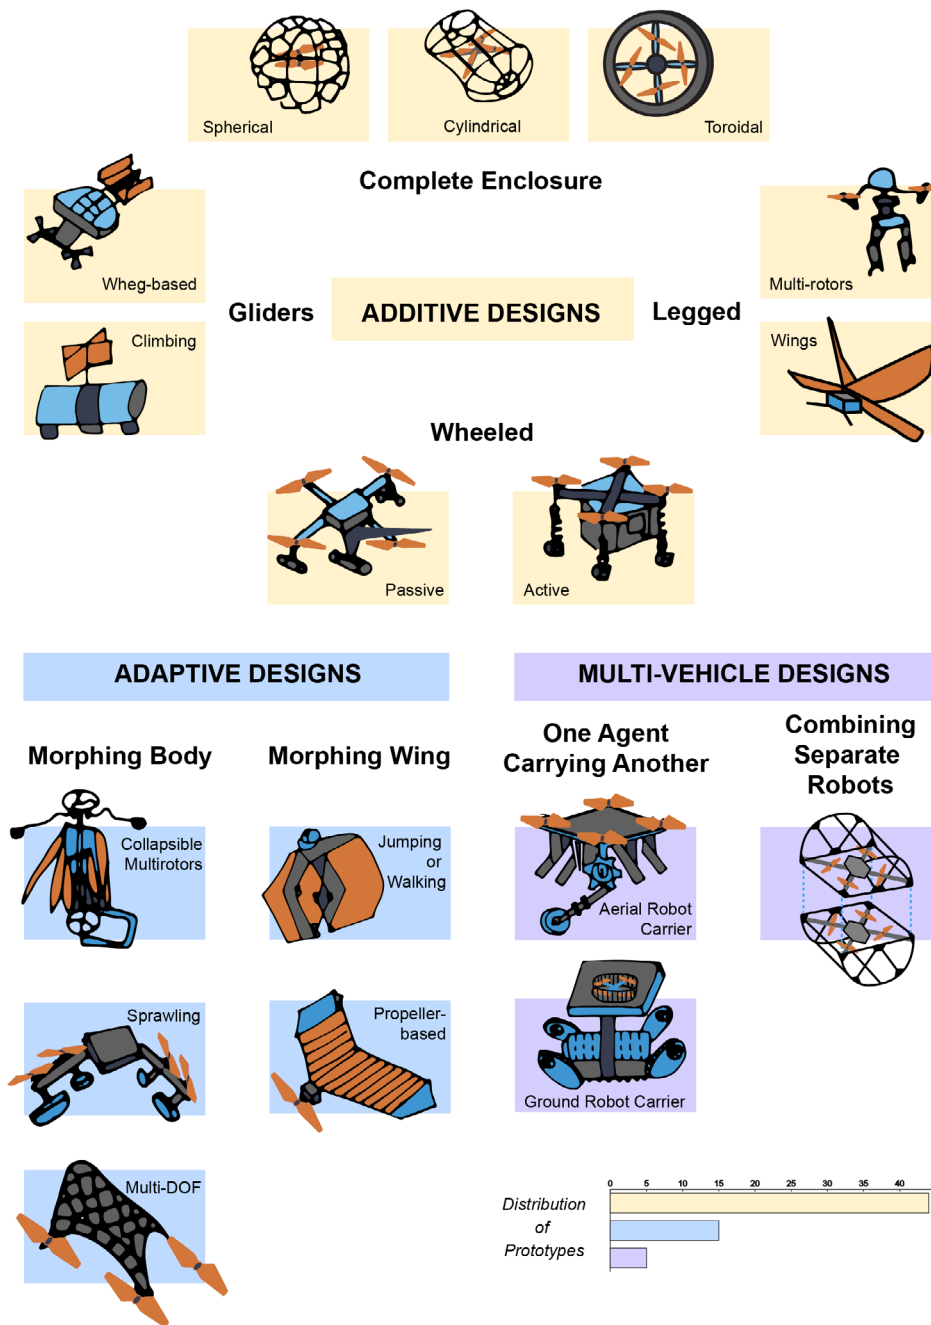 Spherical
Cylindrical
Toroidal
Complete Enclosure
Wheg-based
Multi-rotors
Gliders
ADDITIVE DESIGNS
Legged
Climbing
Wings
Wheeled
Passive
Active
ADAPTIVE DESIGNS
MULTI-VEHICLE DESIGNS
Morphing Body
Morphing Wing
One Agent
Carrying Another
Combining
Separate
Robots
Collapsible
Multirotors
Jumping or
Walking
Aerial Robot
Carrier
Sprawling
Propeller-
based
Ground Robot Carrier
Multi-DOF
Distribution
of
Prototypes
0 5 10 15 20 25 30 35 40